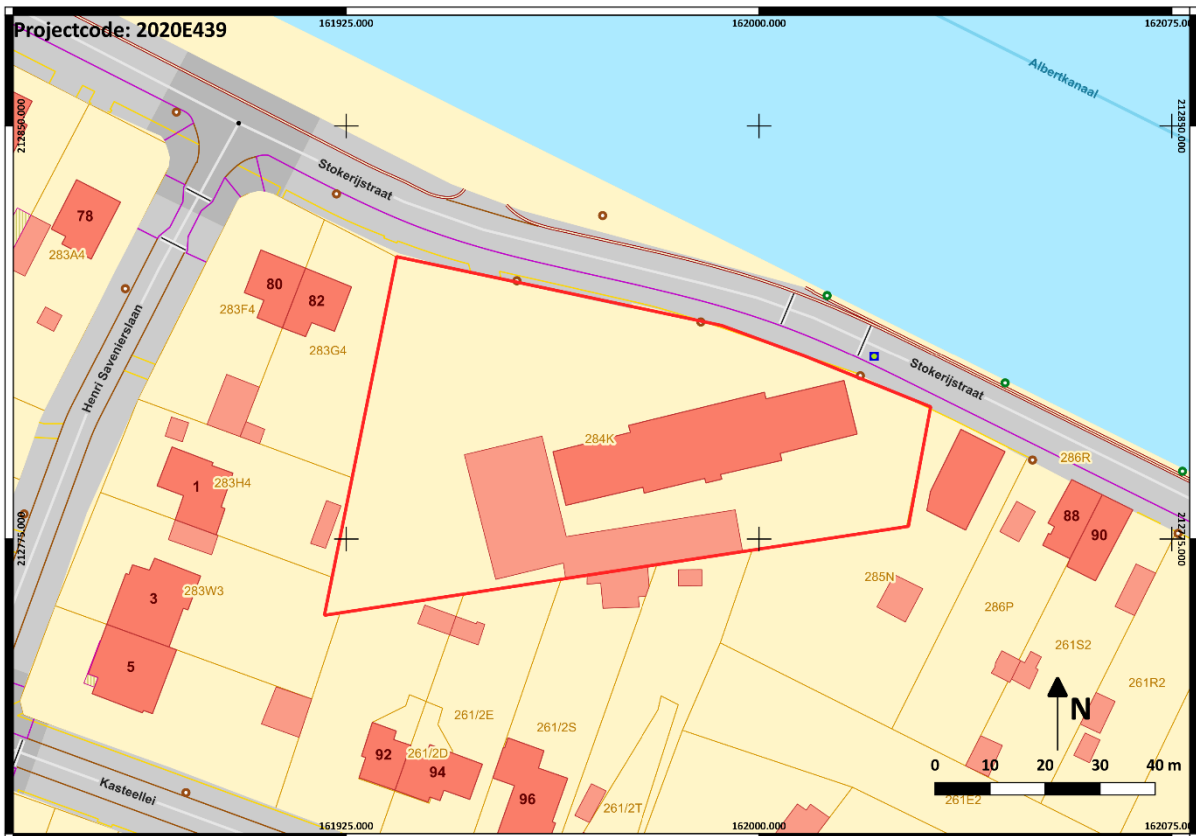 161925.000
162000.000
162075.000
Projectcode: 2020E439
Albertkanaal
212850.000
212850.000
Stokerijstraat
78
283A4
80
82
283F4
283G4
Henri Savenierslaan
Stokerijstraat
284K
286R
1
283H4
88
90
212775.000
212775.000
285N
3
283W3
286P
5
261S2
261R2
N
261/2E
261/2S
92
261/2D
94
96
0 10 20 30 40 m
Kasteellei
261/2T
261E2
161925.000
162000.000
162075.000